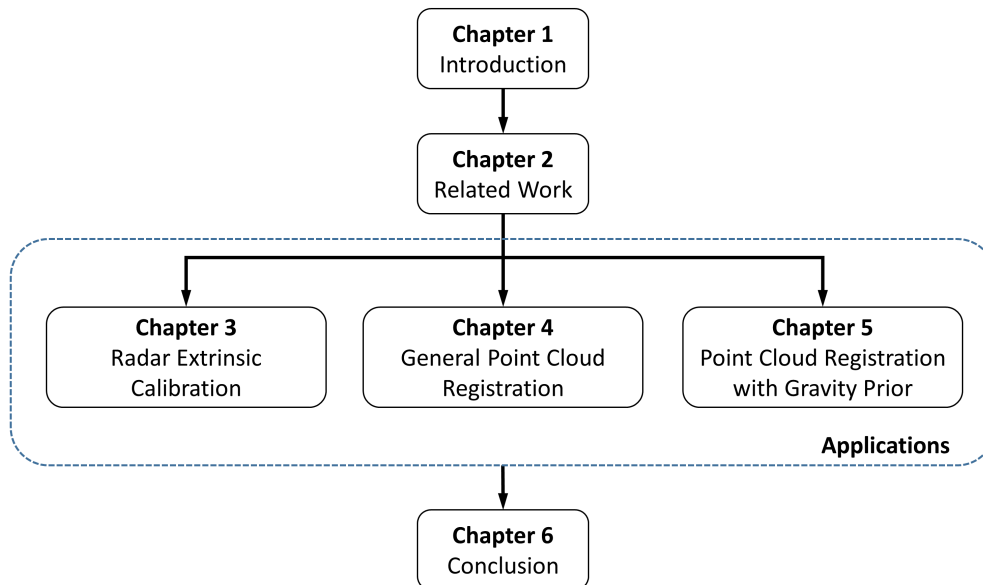 Chapter 1
Introduction
Chapter 2
Related Work
Chapter 3
Radar Extrinsic
Calibration
Chapter 4
General Point Cloud
Registration
Chapter 5
Point Cloud Registration
with Gravity Prior
Applications
Chapter 6
Conclusion